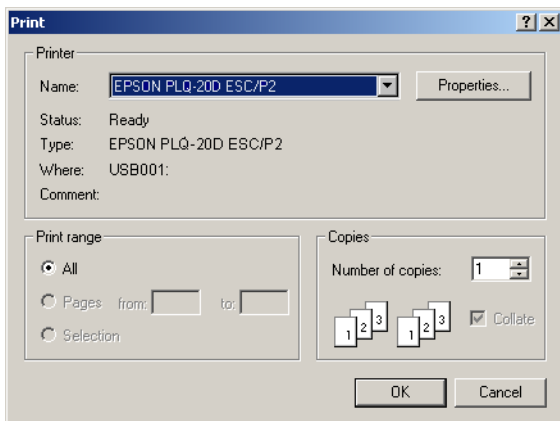 Print
Printer
Name: EPSON PLQ-20D ESC/P2 Properties...
Status: Ready
Type: EPSON PLQ-20D ESC/P2
Where: USB001:
Comment:
Print range
All
Pages from: to:
Selection
Copies
Number of copies: 1
1 2 3 1 2 3 Collate
OK Cancel